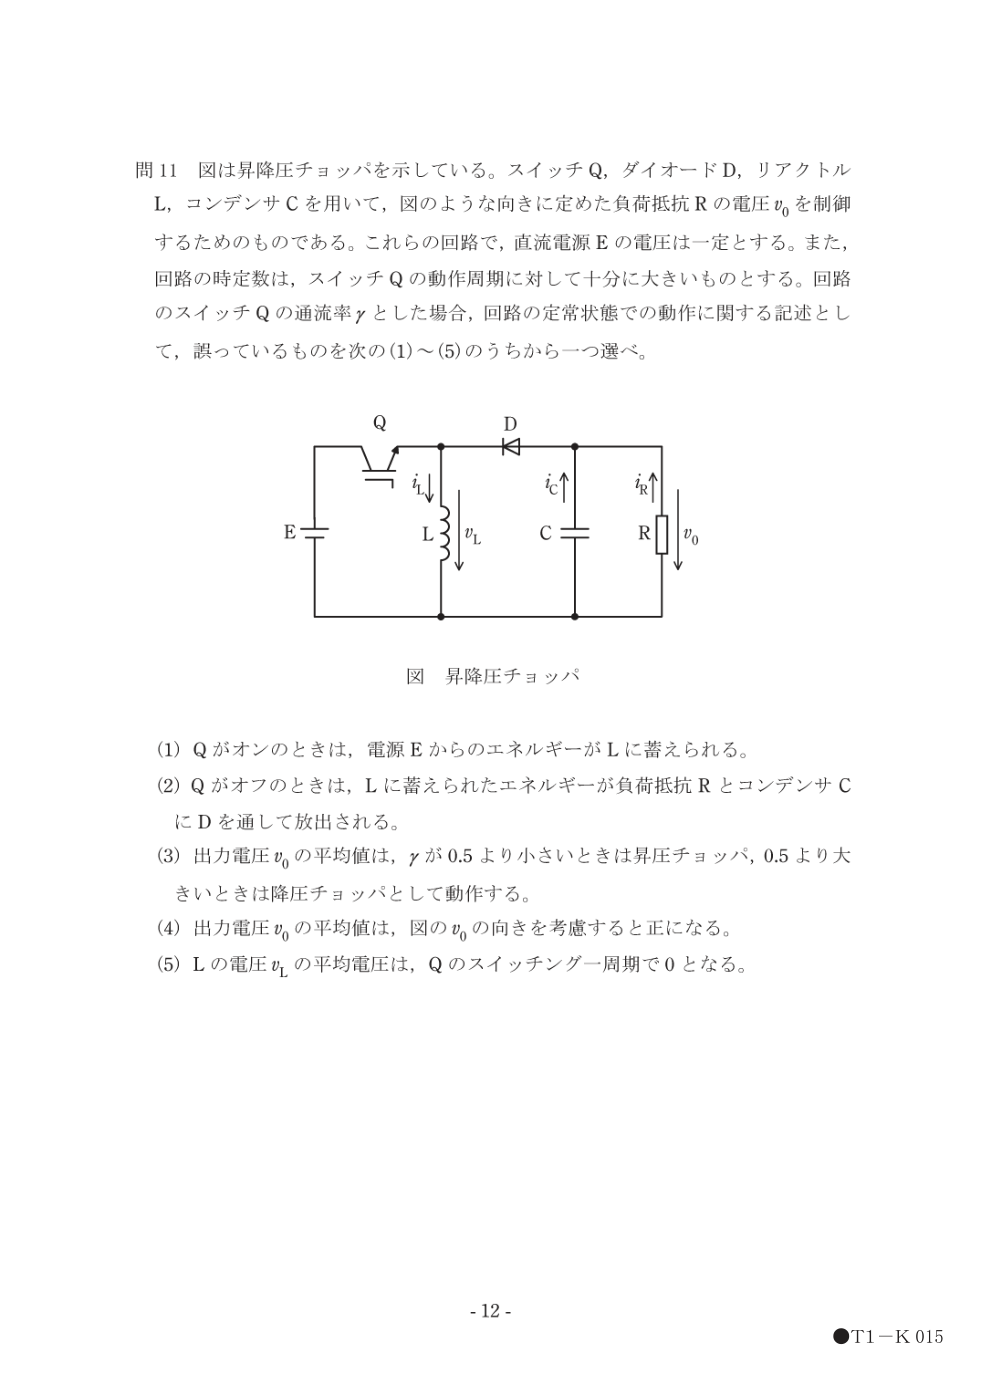 問 11　図は昇降圧チョッパを示している。スイッチ Q，ダイオード D，リアクトル
L，コンデンサ C を用いて，図のような向きに定めた負荷抵抗 R の電圧 v0 を制御
するためのものである。これらの回路で，直流電源 E の電圧は一定とする。また，
回路の時定数は，スイッチ Q の動作周期に対して十分に大きいものとする。回路
のスイッチ Q の通流率 γ とした場合，回路の定常状態での動作に関する記述とし
て，誤っているものを次の(1)～(5)のうちから一つ選べ。
Q
D
iL
iC
iR
E
L
vL
C
R
v0
図　昇降圧チョッパ
(1) Q がオンのときは，電源 E からのエネルギーが L に蓄えられる。
(2) Q がオフのときは，L に蓄えられたエネルギーが負荷抵抗 R とコンデンサ C
に D を通して放出される。
(3) 出力電圧 v0 の平均値は，γ が 0.5 より小さいときは昇圧チョッパ，0.5 より大
きいときは降圧チョッパとして動作する。
(4) 出力電圧 v0 の平均値は，図の v0 の向きを考慮すると正になる。
(5) L の電圧 vL の平均電圧は，Q のスイッチング一周期で 0 となる。
- 12 -
●T1－K 015